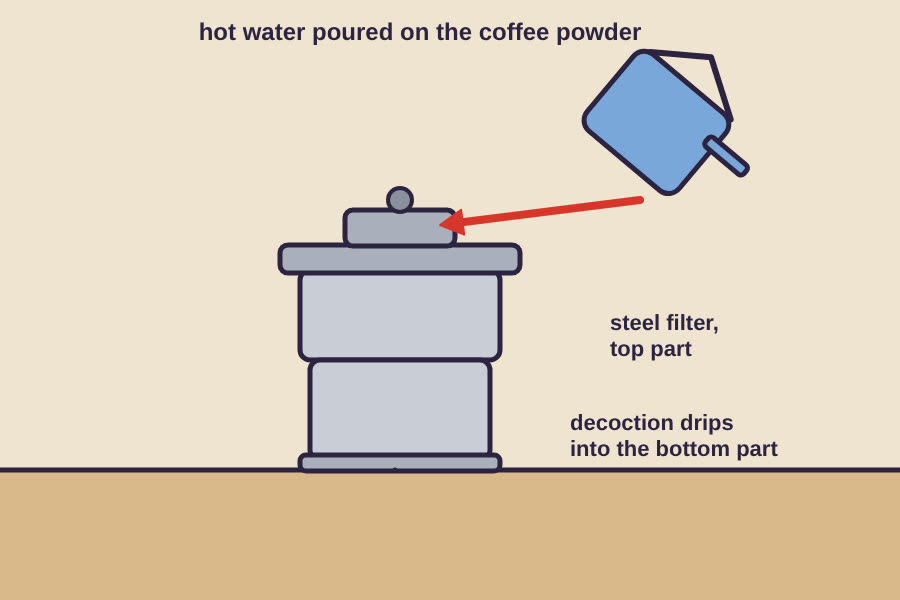 hot water poured on the coffee powder
steel filter,
top part
decoction drips
into the bottom part